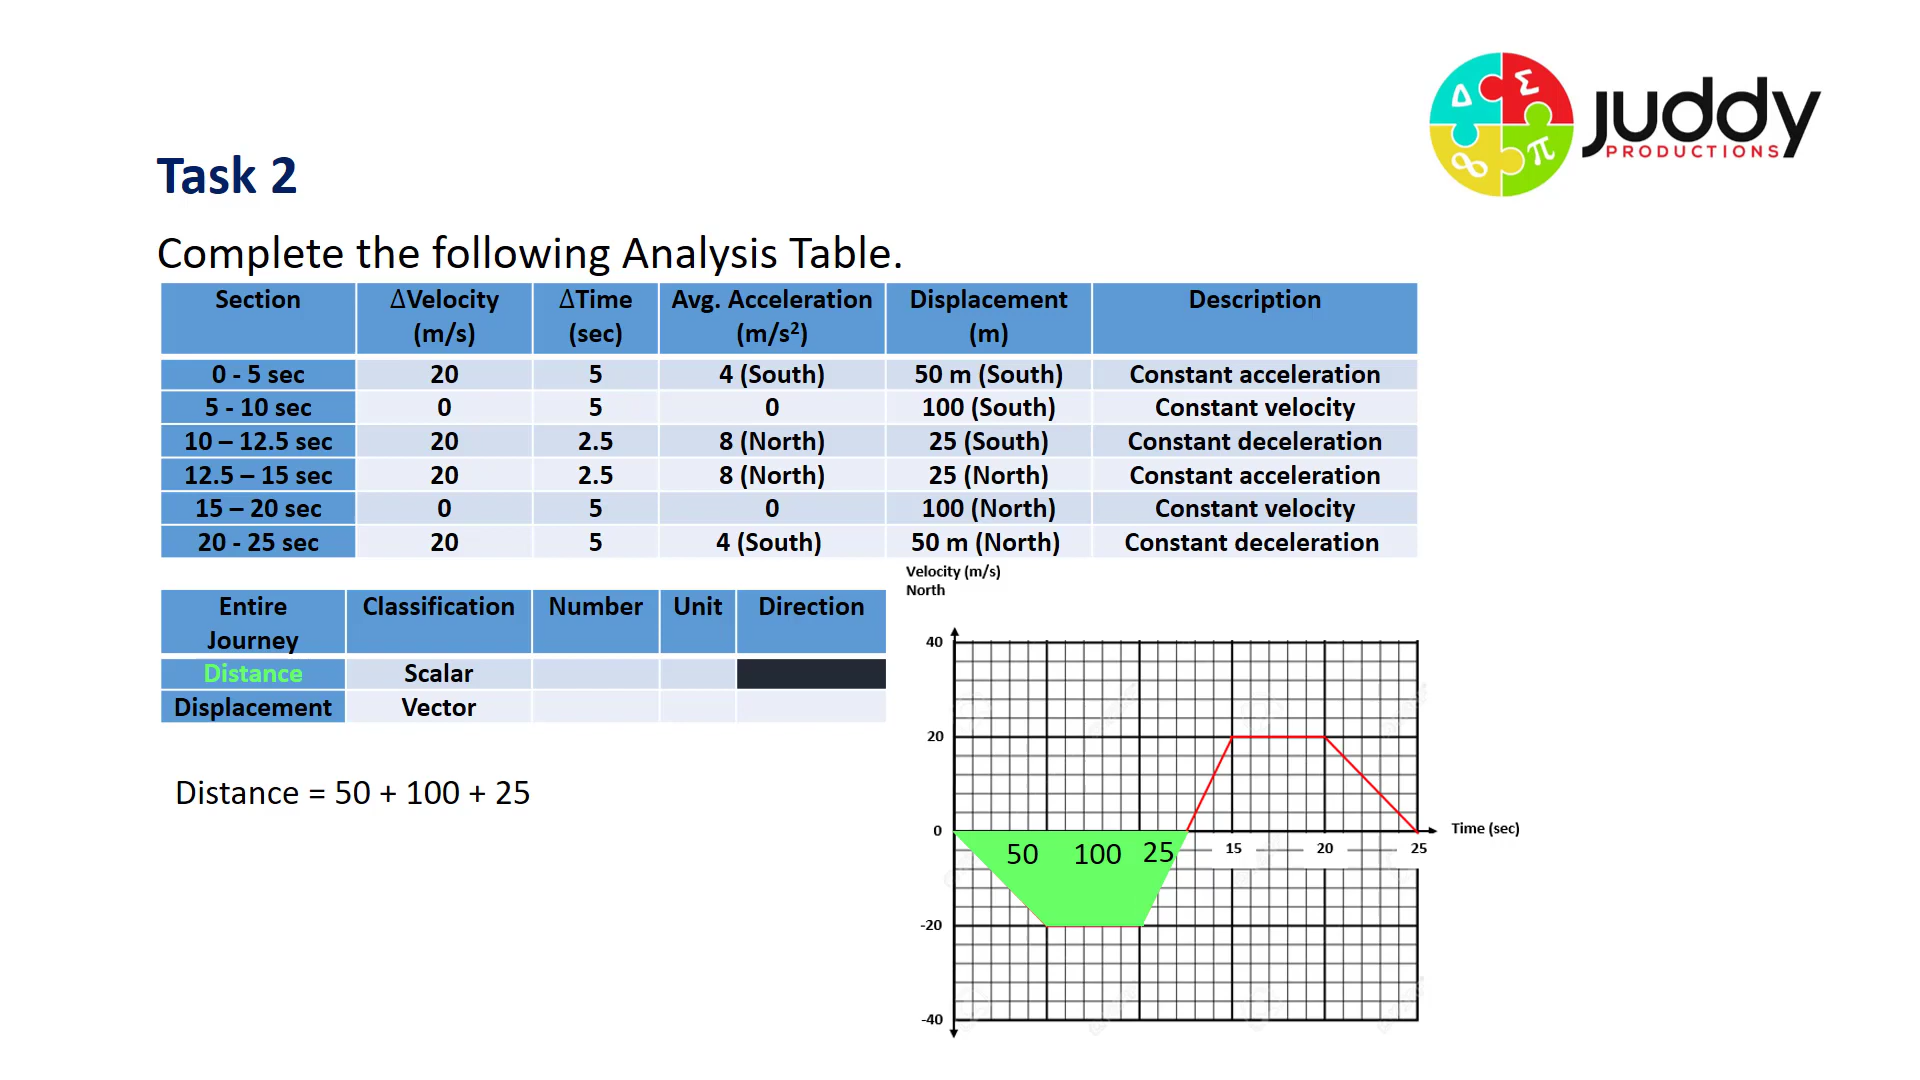 Δ Σ ∞ π
juddy
PRODUCTIONS
Task 2
Complete the following Analysis Table.
Section ΔVelocity (m/s) ΔTime (sec) Avg. Acceleration (m/s²) Displacement (m) Description
0 - 5 sec 20 5 4 (South) 50 m (South) Constant acceleration
5 - 10 sec 0 5 0 100 (South) Constant velocity
10 – 12.5 sec 20 2.5 8 (North) 25 (South) Constant deceleration
12.5 – 15 sec 20 2.5 8 (North) 25 (North) Constant acceleration
15 – 20 sec 0 5 0 100 (North) Constant velocity
20 - 25 sec 20 5 4 (South) 50 m (North) Constant deceleration
Entire Journey Classification Number Unit Direction
Distance Scalar
Displacement Vector
Distance = 50 + 100 + 25
Velocity (m/s)
North
40
20
0
-20
-40
50 100 25
15 20 25
Time (sec)